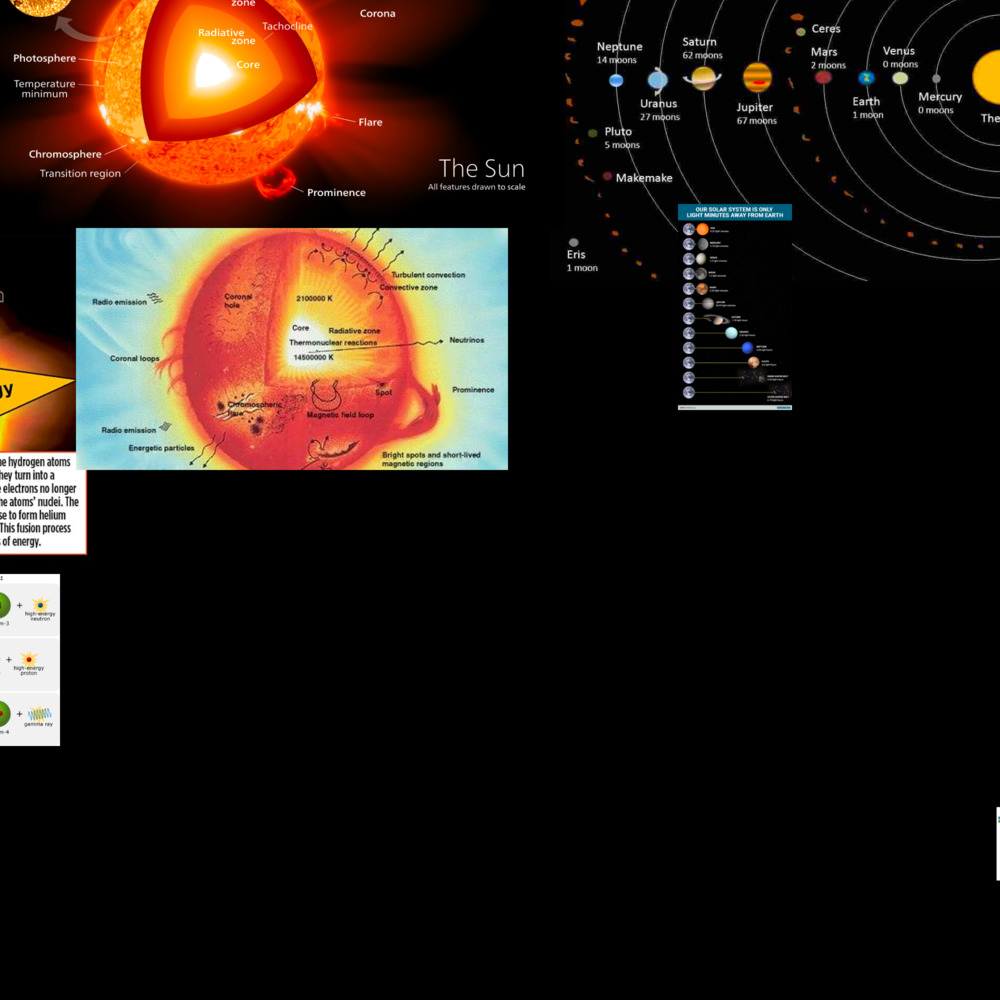 zone
Corona
Tachocline
Radiative
zone
Core
Photosphere
Temperature
minimum
Flare
Chromosphere
Transition region
Prominence
The Sun
All features drawn to scale
Ceres
Neptune
14 moons
Saturn
62 moons
Mars
2 moons
Venus
0 moons
Uranus
27 moons
Jupiter
67 moons
Earth
1 moon
Mercury
0 moons
The
Pluto
5 moons
Makemake
Eris
1 moon
OUR SOLAR SYSTEM IS ONLY
LIGHT MINUTES AWAY FROM EARTH
Turbulent convection
Convective zone
Radio emission
Coronal
hole
2100000 K
Core
Radiative zone
Thermonuclear reactions
Neutrinos
14500000 K
Coronal loops
Spot
Prominence
Chromospheric
flare
Magnetic field loop
Radio emission
Energetic particles
Bright spots and short-lived
magnetic regions
gy
he hydrogen atoms
hey turn into a
e electrons no longer
he atoms' nuclei. The
se to form helium
This fusion process
s of energy.
:
+
high-energy
neutron
m-3
+
high-energy
proton
+
gamma ray
m-4